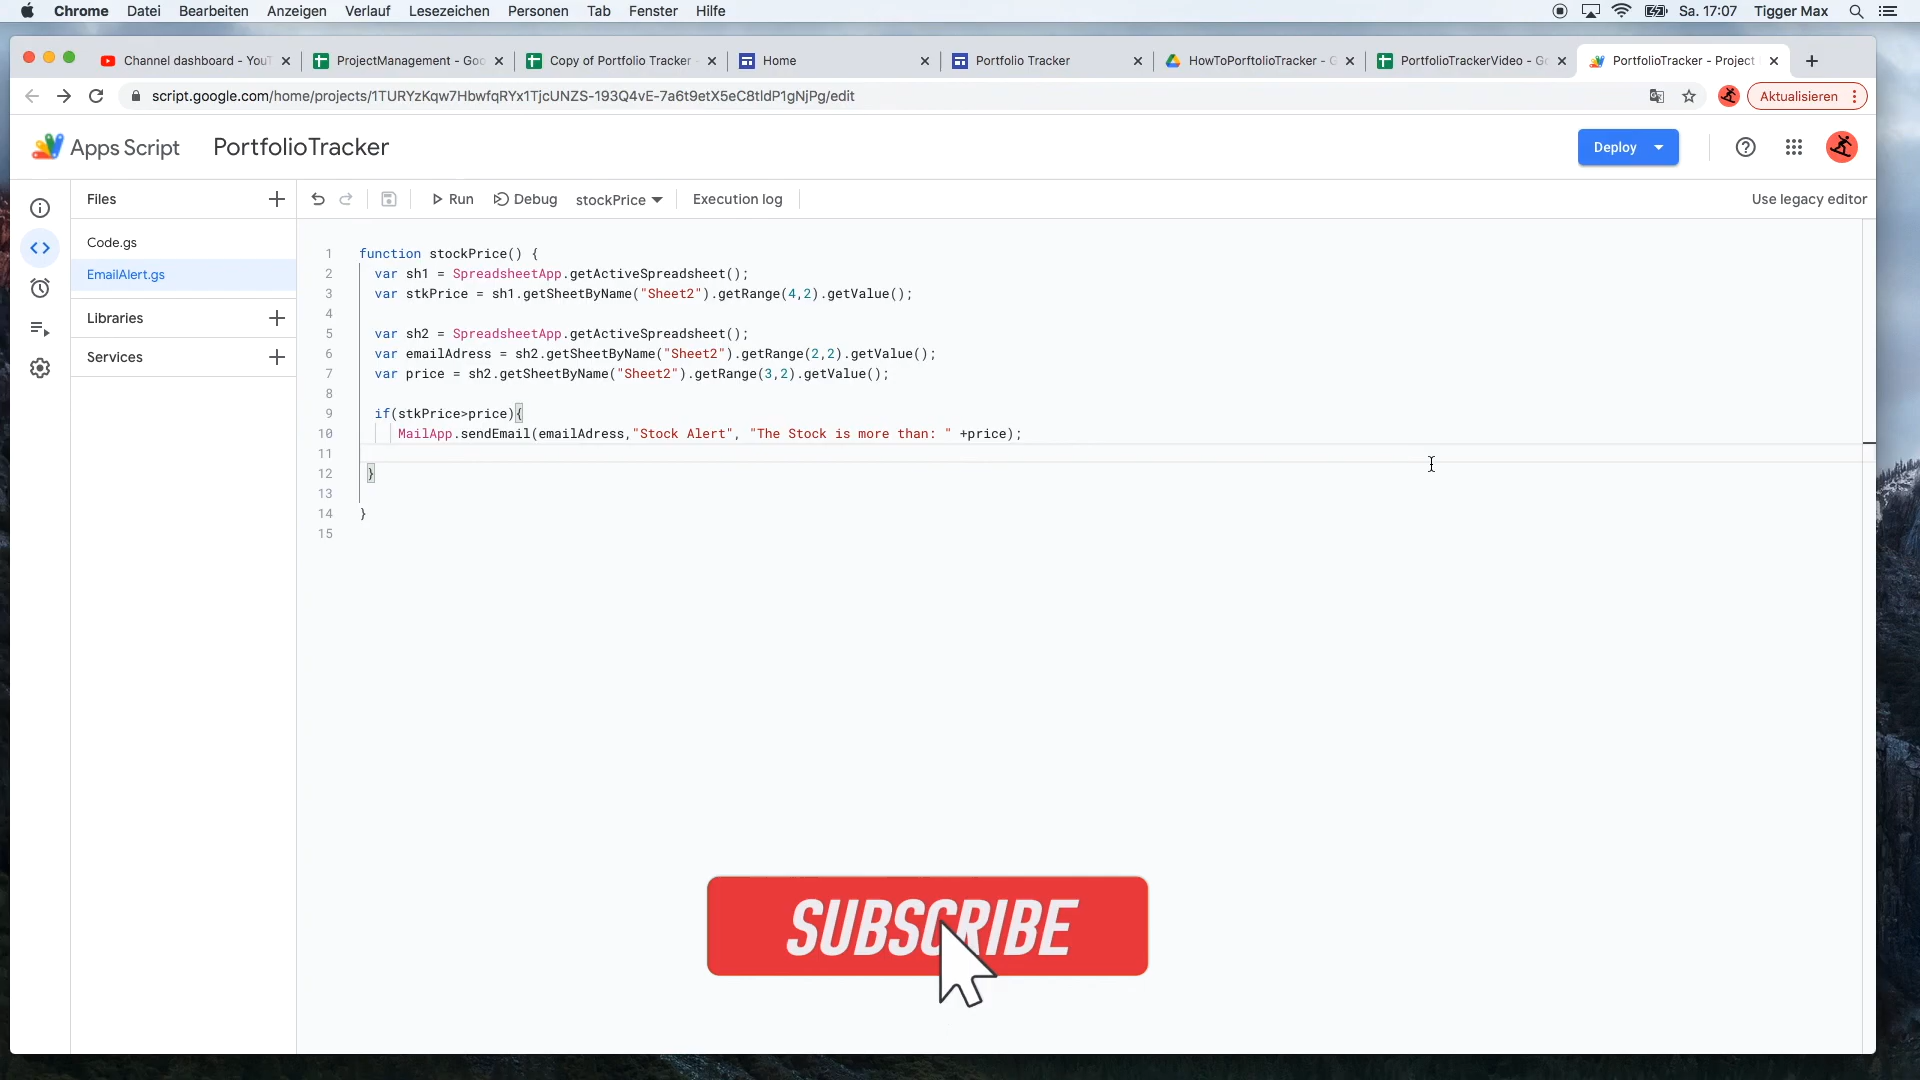 Chrome Datei Bearbeiten Anzeigen Verlauf Lesezeichen Personen Tab Fenster Hilfe Sa. 17:07 Tigger Max
Channel dashboard - YouT ProjectManagement - Goo Copy of Portfolio Tracker - Home Portfolio Tracker HowToPorftolioTracker - G PortfolioTrackerVideo - Go PortfolioTracker - Project
script.google.com/home/projects/1TURYzKqw7HbwfqRYx1TjcUNZS-193Q4vE-7a6t9etX5eC8tldP1gNjPg/edit Aktualisieren
Apps Script PortfolioTracker Deploy
Files Run Debug stockPrice Execution log Use legacy editor
Code.gs
EmailAlert.gs
Libraries
Services
1 function stockPrice() {
2 var sh1 = SpreadsheetApp.getActiveSpreadsheet();
3 var stkPrice = sh1.getSheetByName("Sheet2").getRange(4,2).getValue();
4
5 var sh2 = SpreadsheetApp.getActiveSpreadsheet();
6 var emailAdress = sh2.getSheetByName("Sheet2").getRange(2,2).getValue();
7 var price = sh2.getSheetByName("Sheet2").getRange(3,2).getValue();
8
9 if(stkPrice>price){
10 MailApp.sendEmail(emailAdress,"Stock Alert", "The Stock is more than: " +price);
11
12 }
13
14 }
15
SUBSCRIBE